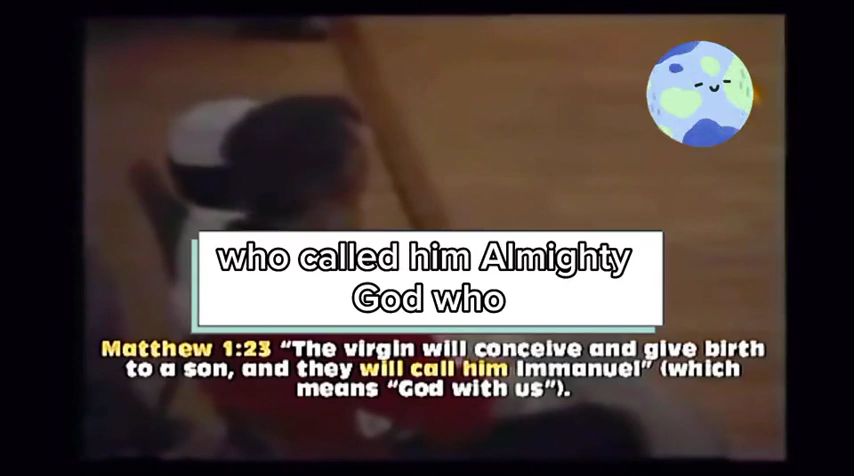 who called him Almighty
God who
Matthew 1:23 “The virgin will conceive and give birth
to a son, and they will call him Immanuel” (which
means “God with us”).